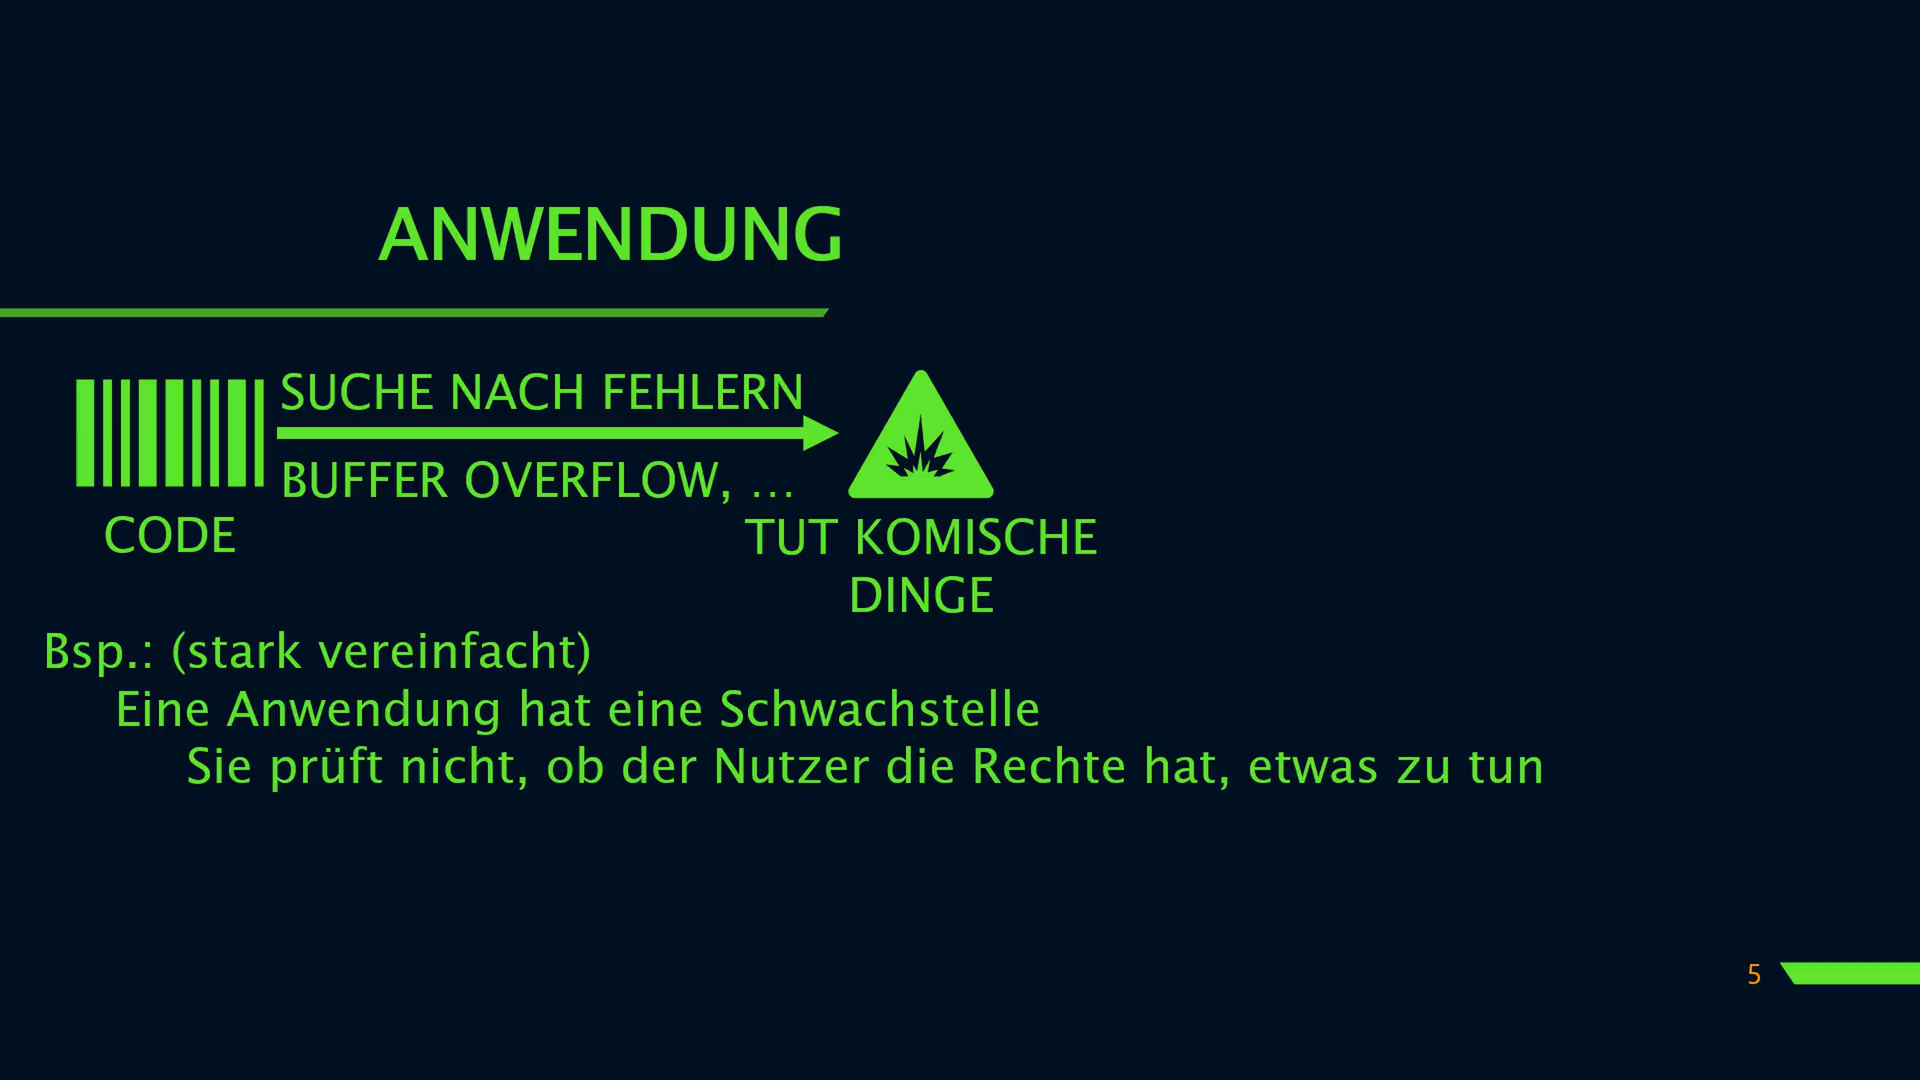 ANWENDUNG
SUCHE NACH FEHLERN
BUFFER OVERFLOW, ...
CODE
TUT KOMISCHE
DINGE
Bsp.: (stark vereinfacht)
Eine Anwendung hat eine Schwachstelle
Sie prüft nicht, ob der Nutzer die Rechte hat, etwas zu tun
5